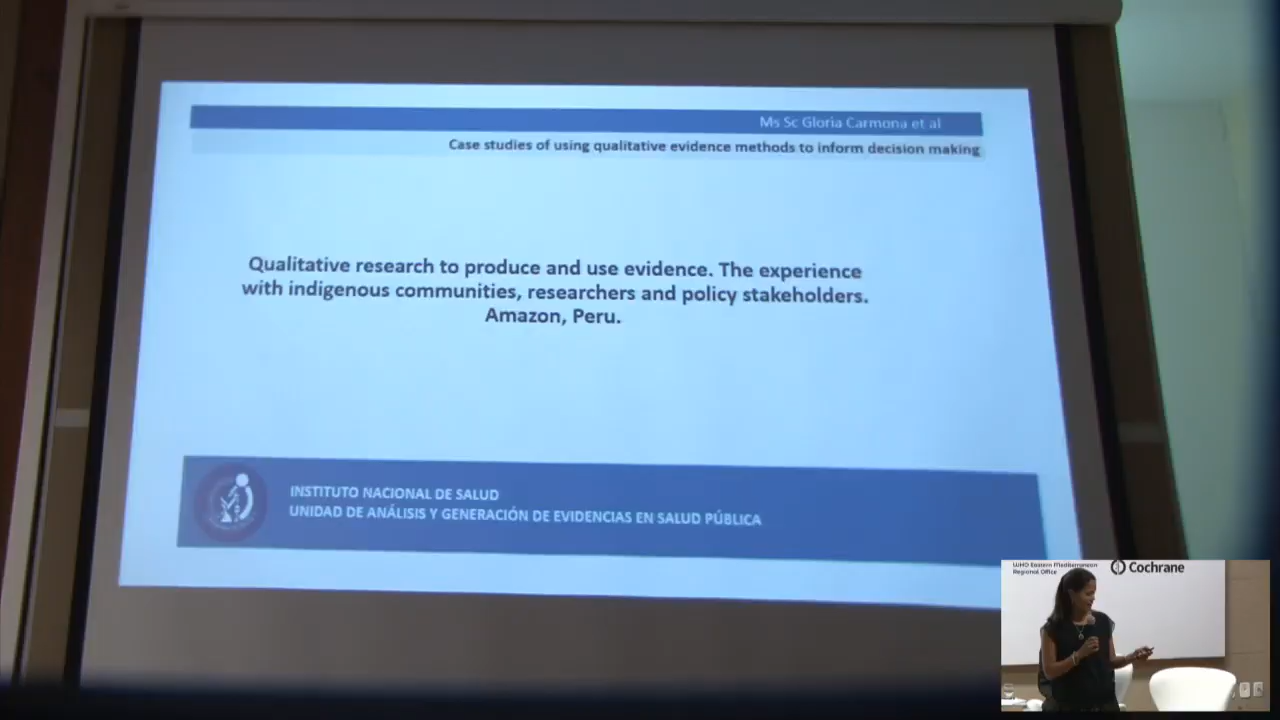 Ms Sc Gloria Carmona et al
Case studies of using qualitative evidence methods to inform decision making
Qualitative research to produce and use evidence. The experience
with indigenous communities, researchers and policy stakeholders.
Amazon, Peru.
INSTITUTO NACIONAL DE SALUD
UNIDAD DE ANÁLISIS Y GENERACIÓN DE EVIDENCIAS EN SALUD PÚBLICA
WHO Eastern Mediterranean
Regional Office
Cochrane